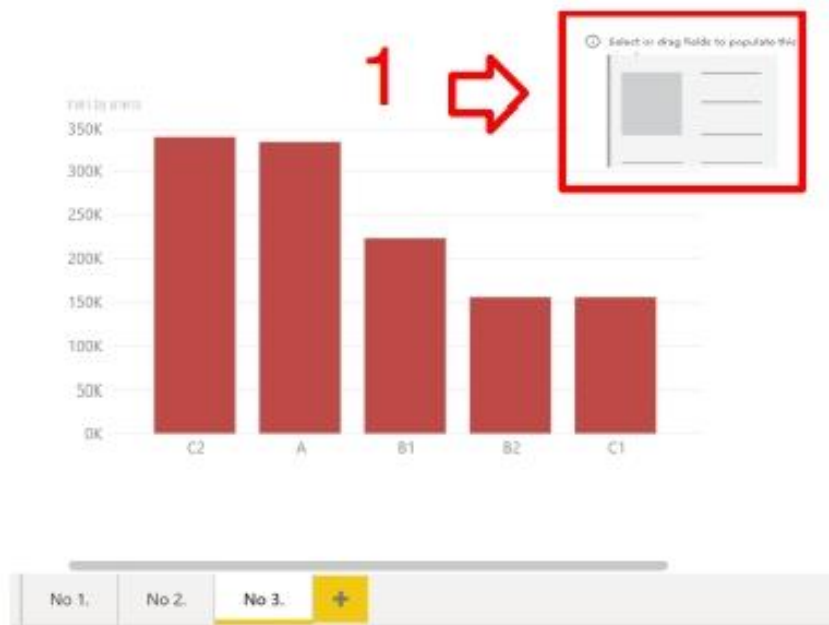 Select or drag fields to populate this
1
350K
300K
250K
200K
150K
100K
50K
0K
C2 A B1 B2 C1
No 1. No 2. No 3. +